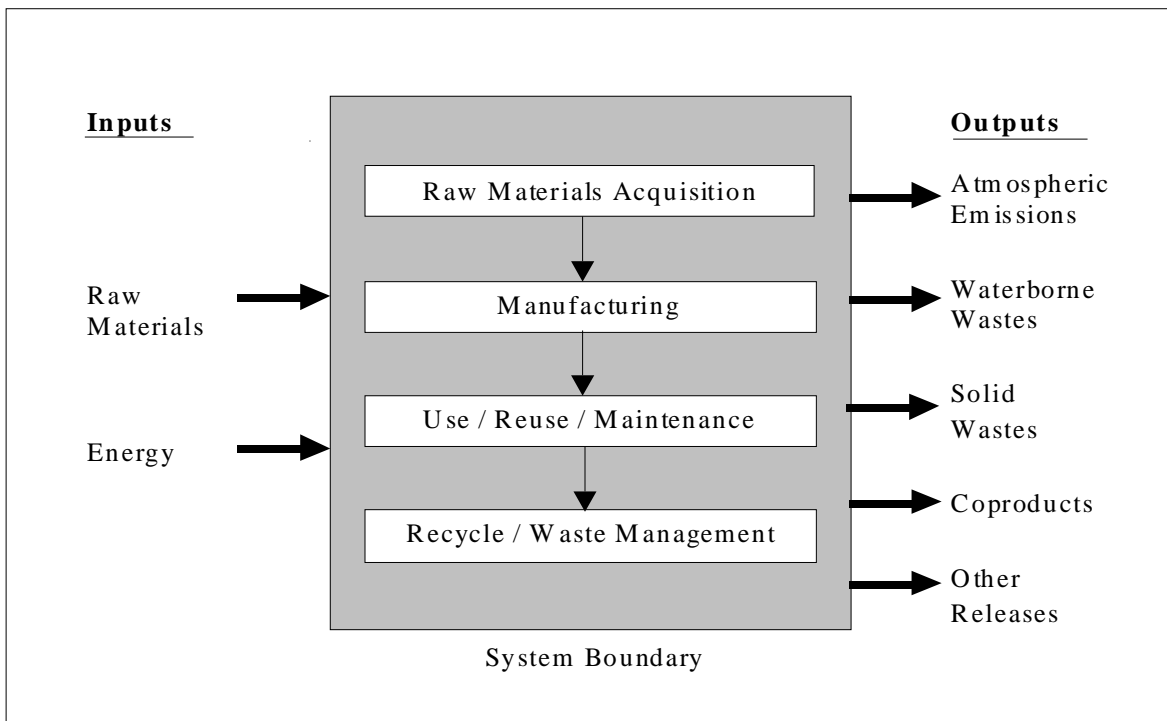 Inputs
Raw
Materials
Energy
Raw Materials Acquisition
Manufacturing
Use / Reuse / Maintenance
Recycle / Waste Management
System Boundary
Outputs
Atmospheric
Emissions
Waterborne
Wastes
Solid
Wastes
Coproducts
Other
Releases